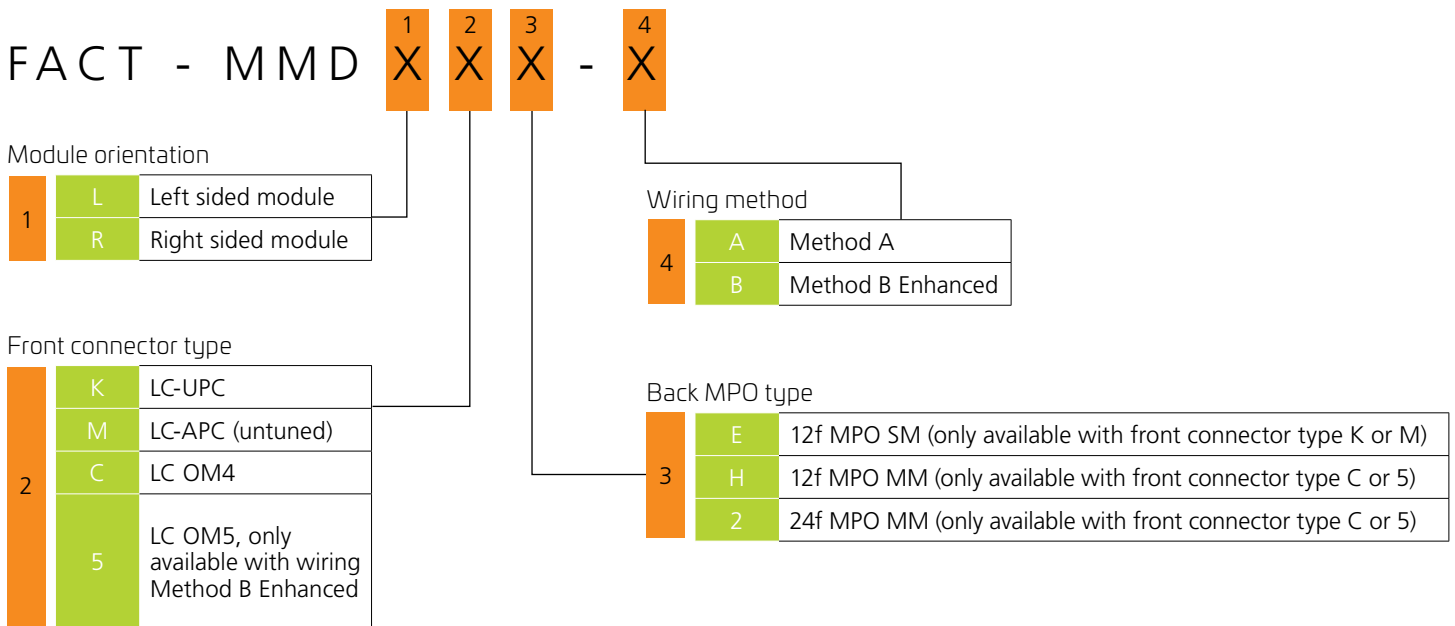 1 2 3 4
FACT - MMD X X X - X
Module orientation
1
L Left sided module
R Right sided module
Wiring method
4
A Method A
B Method B Enhanced
Front connector type
2
K LC-UPC
M LC-APC (untuned)
C LC OM4
5 LC OM5, only
available with wiring
Method B Enhanced
Back MPO type
3
E 12f MPO SM (only available with front connector type K or M)
H 12f MPO MM (only available with front connector type C or 5)
2 24f MPO MM (only available with front connector type C or 5)